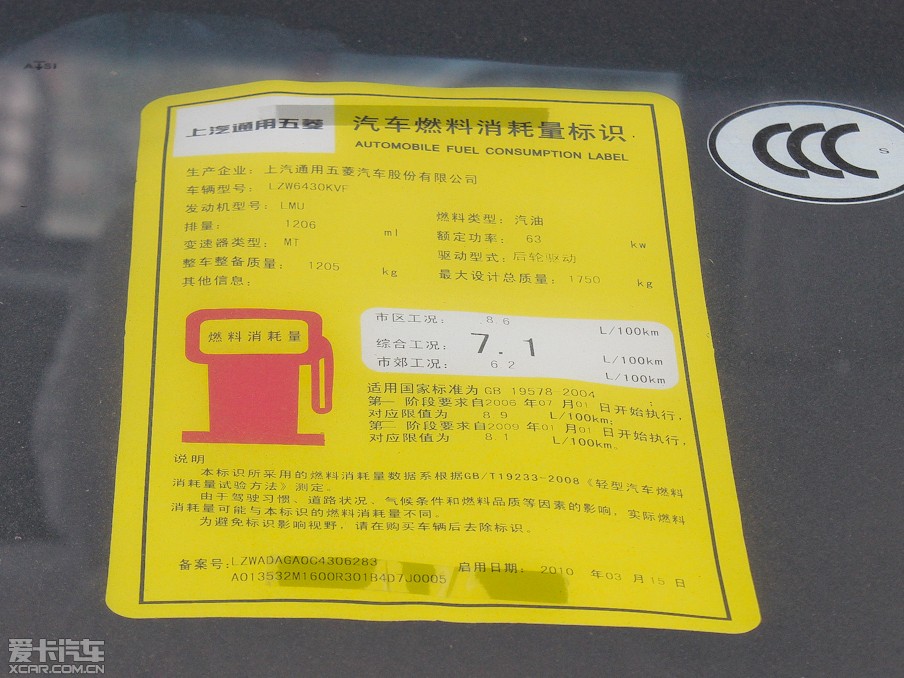 上汽通用五菱
汽车燃料消耗量标识
AUTOMOBILE FUEL CONSUMPTION LABEL
生产企业：上汽通用五菱汽车股份有限公司
车辆型号：LZW6430KVF
发动机型号：LMU
排量： 1206 ml
燃料类型：汽油
变速器类型：MT
额定功率：63 kw
整车整备质量：1205 kg
驱动型式：后轮驱动
其他信息：
最大设计总质量：1750 kg
燃料消耗量
市区工况：8.6 L/100km
综合工况：7.1 L/100km
市郊工况：6.2 L/100km
适用国家标准为GB 19578-2004 ：
第一 阶段要求自2006 年07 月01 日开始执行，
对应限值为 8.9 L/100km；
第二 阶段要求自2009 年01 月01 日开始执行，
对应限值为 8.1 L/100km。
说明
本标识所采用的燃料消耗量数据系根据GB/T19233-2008《轻型汽车燃料
消耗量试验方法》测定。
由于驾驶习惯、道路状况、气候条件和燃料品质等因素的影响，实际燃料
消耗量可能与本标识的燃料消耗量不同。
为避免标识影响视野，请在购买车辆后去除标识。
备案号：LZWADAGA0C4306283
A013532M1600R301B4D7J0005
启用日期：2010 年03 月15 日
CCC
S
爱卡汽车
XCAR.COM.CN